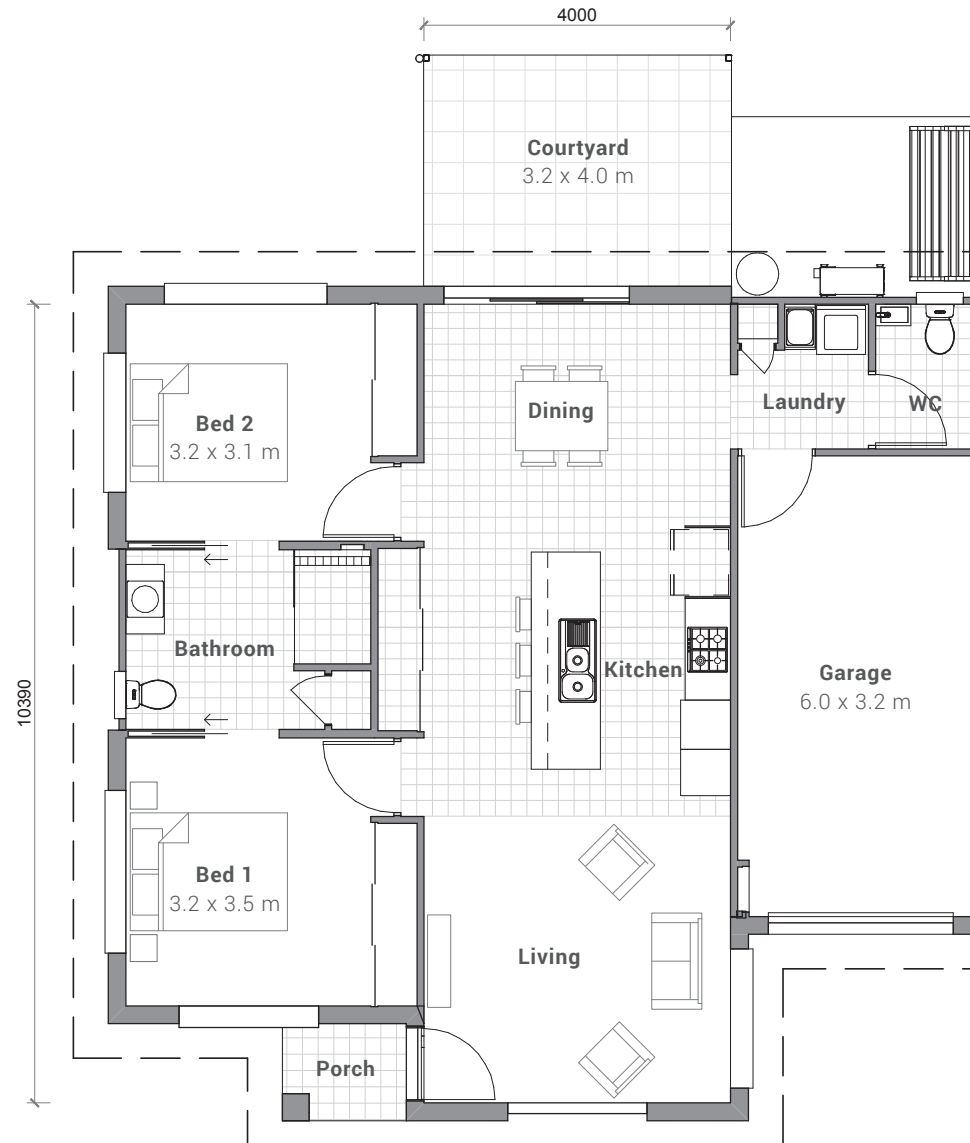 4000
Courtyard
3.2 x 4.0 m
Bed 2
3.2 x 3.1 m
Dining
Laundry
WC
Bathroom
Kitchen
Garage
6.0 x 3.2 m
10390
Bed 1
3.2 x 3.5 m
Living
Porch